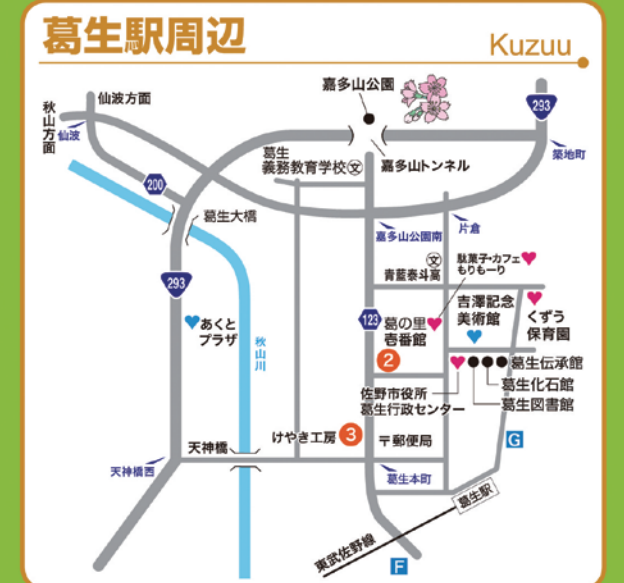 葛生駅周辺
Kuzuu
仙波方面
秋山方面
仙波
嘉多山公園
293
築地町
葛生
義務教育学校
文
嘉多山トンネル
200
葛生大橋
嘉多山公園南
片倉
文
青藍泰斗高
駄菓子・カフェ
もりもーり
293
あくと
プラザ
秋山川
123
葛の里
壱番館
2
吉澤記念
美術館
くずう
保育園
葛生伝承館
葛生化石館
葛生図書館
佐野市役所
葛生行政センター
けやき工房
3
〒郵便局
G
天神橋
天神橋西
葛生本町
葛生駅
東武佐野線
F